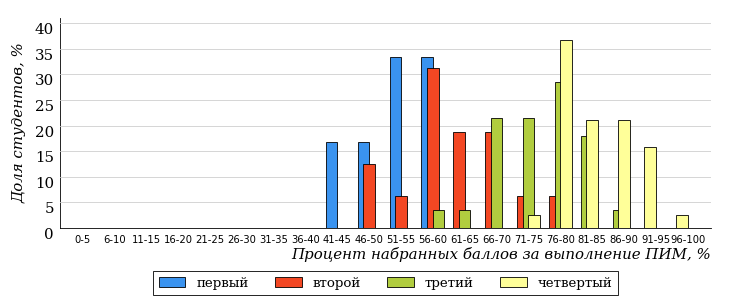 Доля студентов, %
40
35
30
25
20
15
10
5
0
0-5 6-10 11-15 16-20 21-25 26-30 31-35 36-40 41-45 46-50 51-55 56-60 61-65 66-70 71-75 76-80 81-85 86-90 91-95 96-100
Процент набранных баллов за выполнение ПИМ, %
первый второй третий четвертый